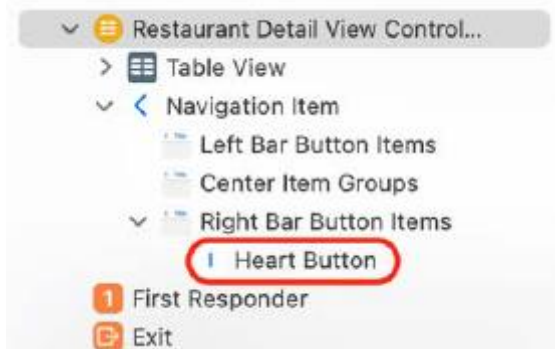 Restaurant Detail View Control...
Table View
Navigation Item
Left Bar Button Items
Center Item Groups
Right Bar Button Items
Heart Button
1 First Responder
Exit